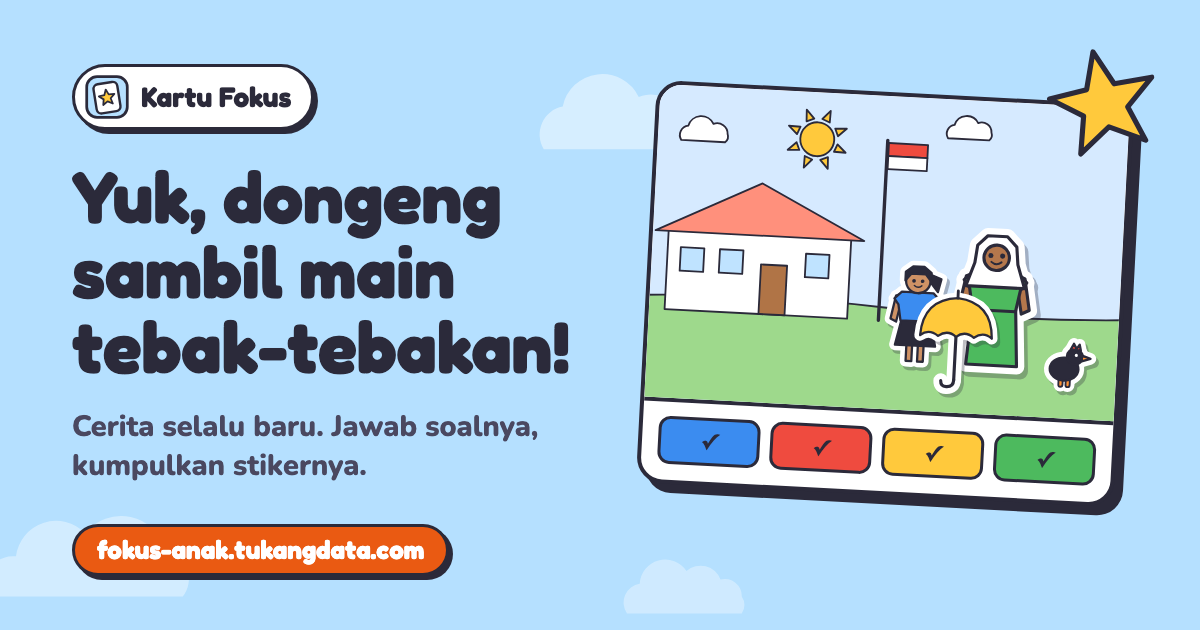 Kartu Fokus
Yuk, dongeng
sambil main
tebak-tebakan!
Cerita selalu baru. Jawab soalnya,
kumpulkan stikernya.
fokus-anak.tukangdata.com